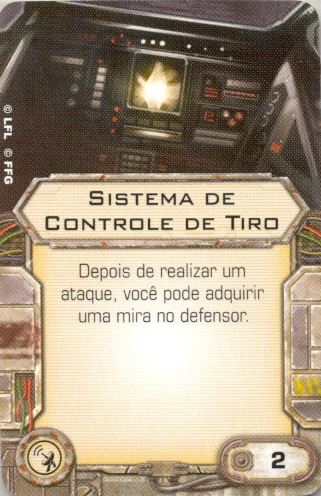 © LFL © FFG
SISTEMA DE
CONTROLE DE TIRO
Depois de realizar um
ataque, você pode adquirir
uma mira no defensor.
2